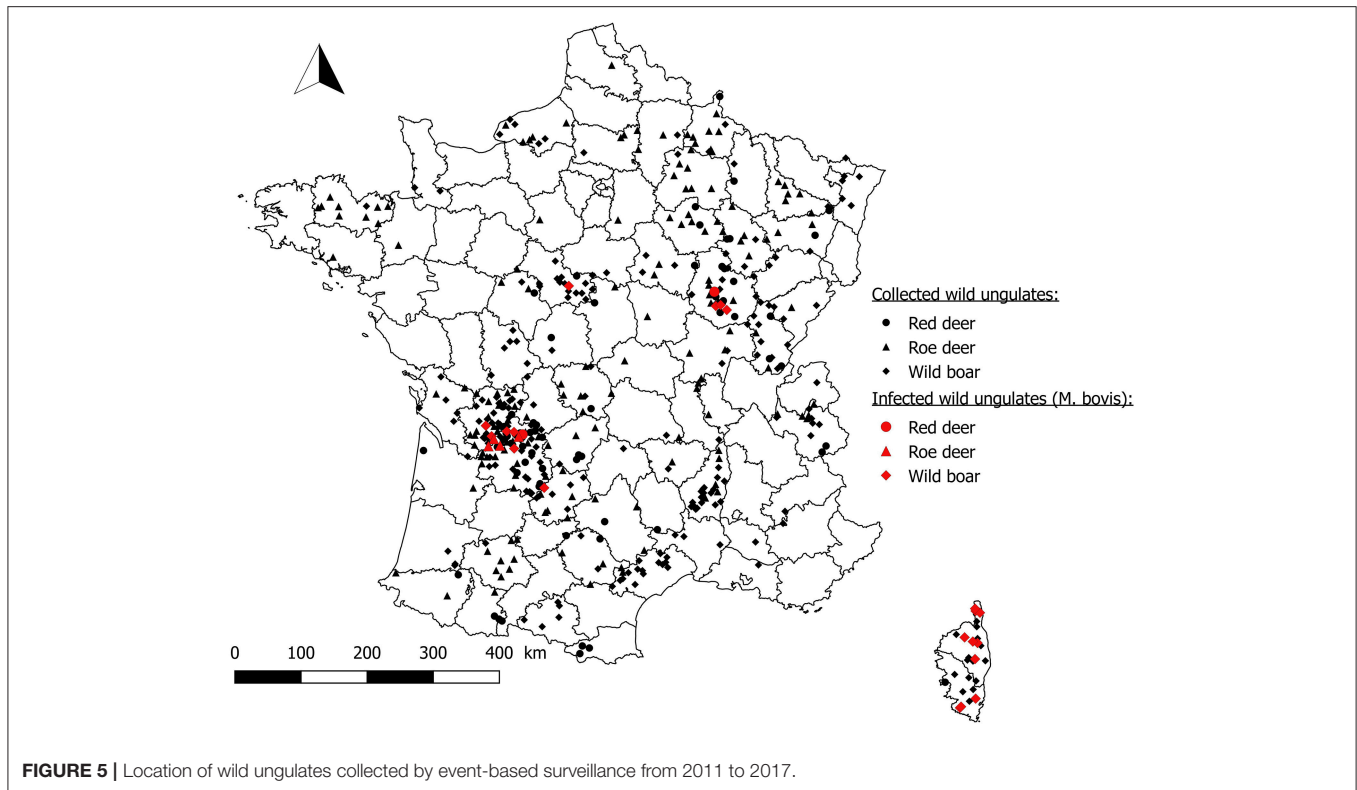 Collected wild ungulates:
Red deer
Roe deer
Wild boar
Infected wild ungulates (M. bovis):
Red deer
Roe deer
Wild boar
0 100 200 300 400 km
FIGURE 5 | Location of wild ungulates collected by event-based surveillance from 2011 to 2017.